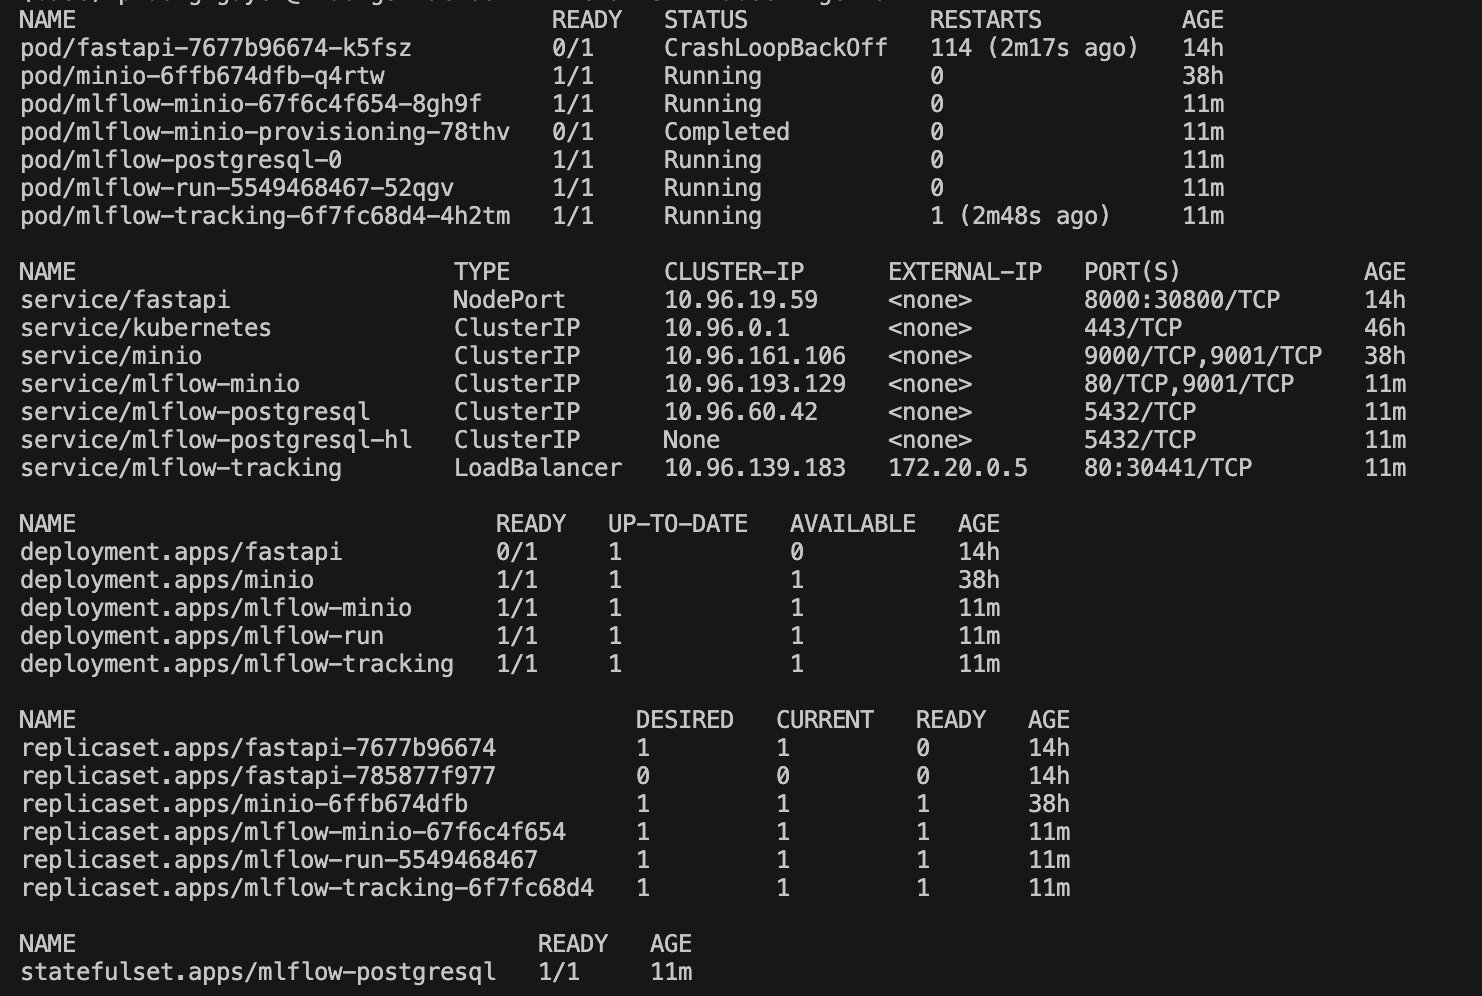 NAME READY STATUS RESTARTS AGE
pod/fastapi-7677b96674-k5fsz 0/1 CrashLoopBackOff 114 (2m17s ago) 14h
pod/minio-6ffb674dfb-q4rtw 1/1 Running 0 38h
pod/mlflow-minio-67f6c4f654-8gh9f 1/1 Running 0 11m
pod/mlflow-minio-provisioning-78thv 0/1 Completed 0 11m
pod/mlflow-postgresql-0 1/1 Running 0 11m
pod/mlflow-run-5549468467-52qgv 1/1 Running 0 11m
pod/mlflow-tracking-6f7fc68d4-4h2tm 1/1 Running 1 (2m48s ago) 11m
NAME TYPE CLUSTER-IP EXTERNAL-IP PORT(S) AGE
service/fastapi NodePort 10.96.19.59 <none> 8000:30800/TCP 14h
service/kubernetes ClusterIP 10.96.0.1 <none> 443/TCP 46h
service/minio ClusterIP 10.96.161.106 <none> 9000/TCP,9001/TCP 38h
service/mlflow-minio ClusterIP 10.96.193.129 <none> 80/TCP,9001/TCP 11m
service/mlflow-postgresql ClusterIP 10.96.60.42 <none> 5432/TCP 11m
service/mlflow-postgresql-hl ClusterIP None <none> 5432/TCP 11m
service/mlflow-tracking LoadBalancer 10.96.139.183 172.20.0.5 80:30441/TCP 11m
NAME READY UP-TO-DATE AVAILABLE AGE
deployment.apps/fastapi 0/1 1 0 14h
deployment.apps/minio 1/1 1 1 38h
deployment.apps/mlflow-minio 1/1 1 1 11m
deployment.apps/mlflow-run 1/1 1 1 11m
deployment.apps/mlflow-tracking 1/1 1 1 11m
NAME DESIRED CURRENT READY AGE
replicaset.apps/fastapi-7677b96674 1 1 0 14h
replicaset.apps/fastapi-785877f977 0 0 0 14h
replicaset.apps/minio-6ffb674dfb 1 1 1 38h
replicaset.apps/mlflow-minio-67f6c4f654 1 1 1 11m
replicaset.apps/mlflow-run-5549468467 1 1 1 11m
replicaset.apps/mlflow-tracking-6f7fc68d4 1 1 1 11m
NAME READY AGE
statefulset.apps/mlflow-postgresql 1/1 11m